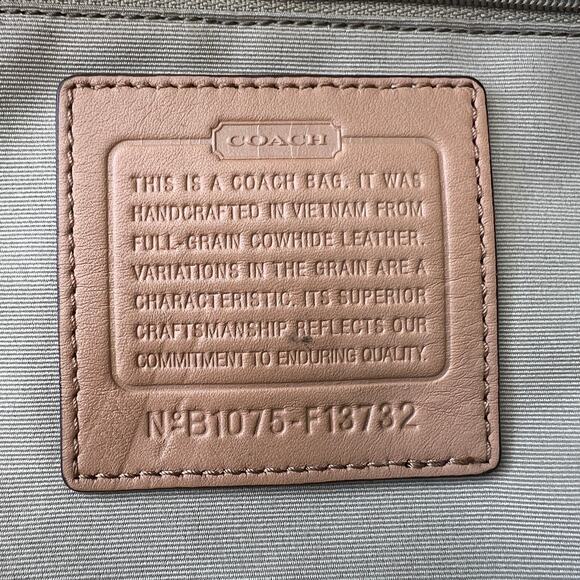 COACH
THIS IS A COACH BAG. IT WAS
HANDCRAFTED IN VIETNAM FROM
FULL-GRAIN COWHIDE LEATHER.
VARIATIONS IN THE GRAIN ARE A
CHARACTERISTIC. ITS SUPERIOR
CRAFTSMANSHIP REFLECTS OUR
COMMITMENT TO ENDURING QUALITY.
NºB1075-F13732